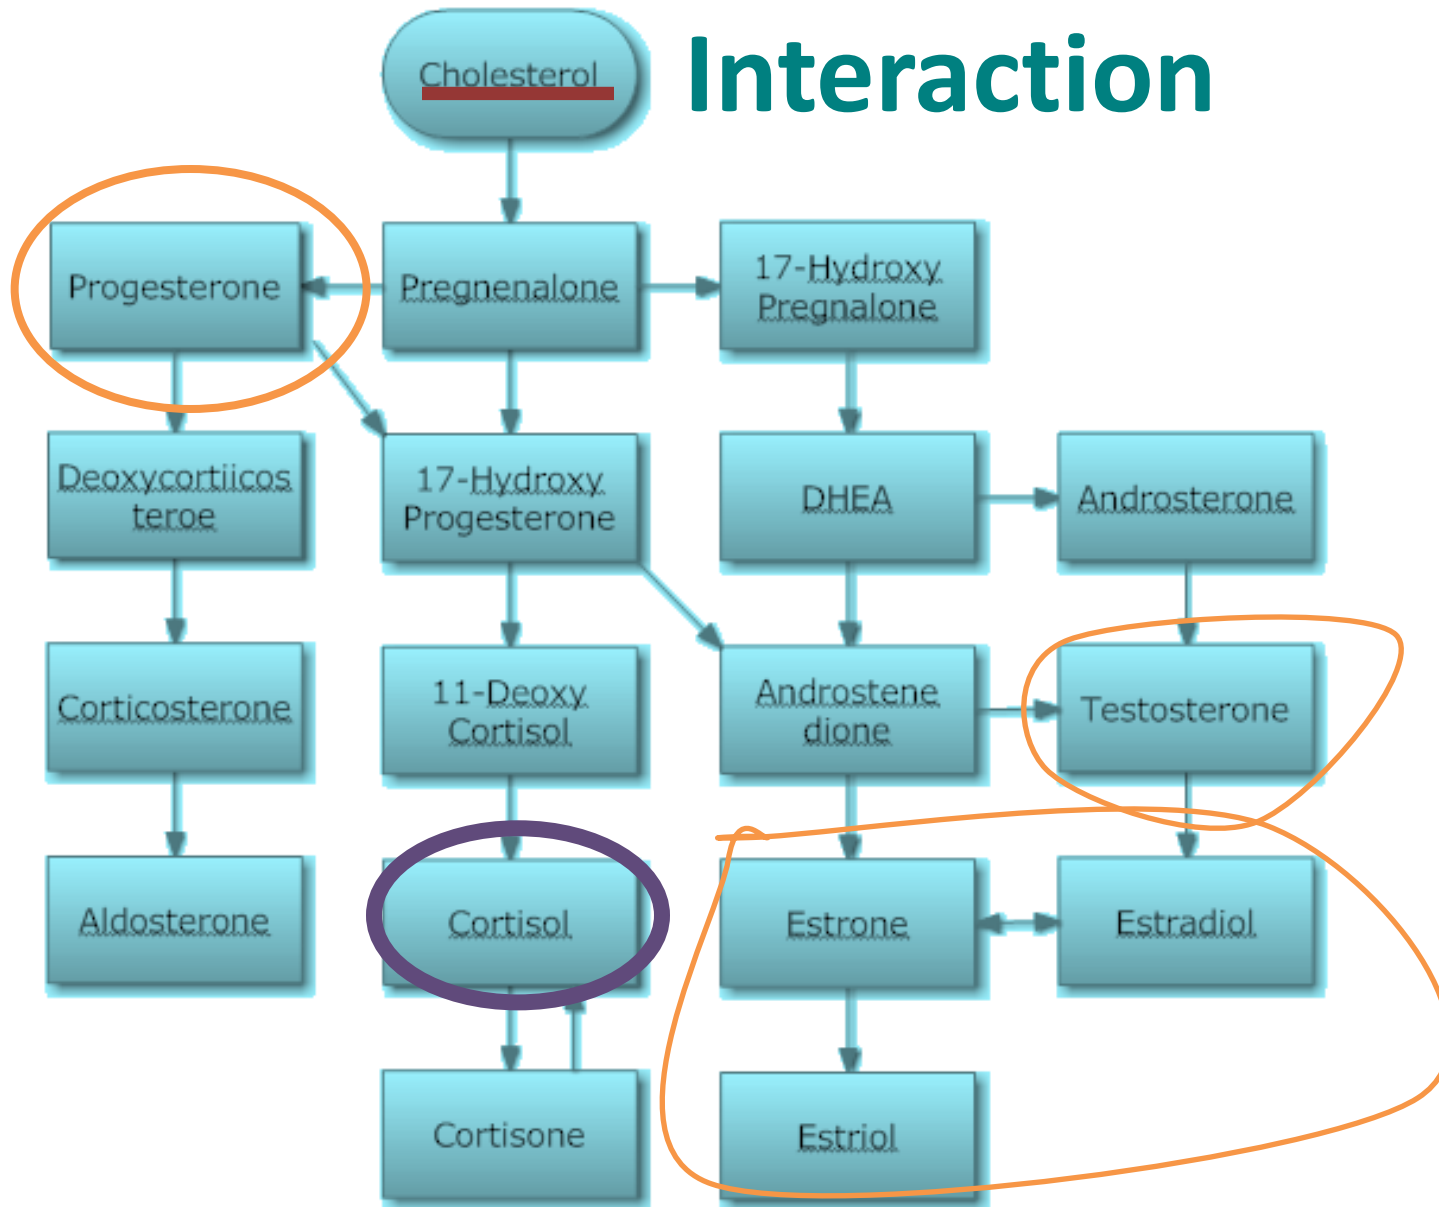 Cholesterol
Interaction
Progesterone
Pregnenalone
17-Hydroxy
Pregnalone
Deoxycortiicos
teroe
17-Hydroxy
Progesterone
DHEA
Androsterone
Corticosterone
11-Deoxy
Cortisol
Androstene
dione
Testosterone
Aldosterone
Cortisol
Estrone
Estradiol
Cortisone
Estriol